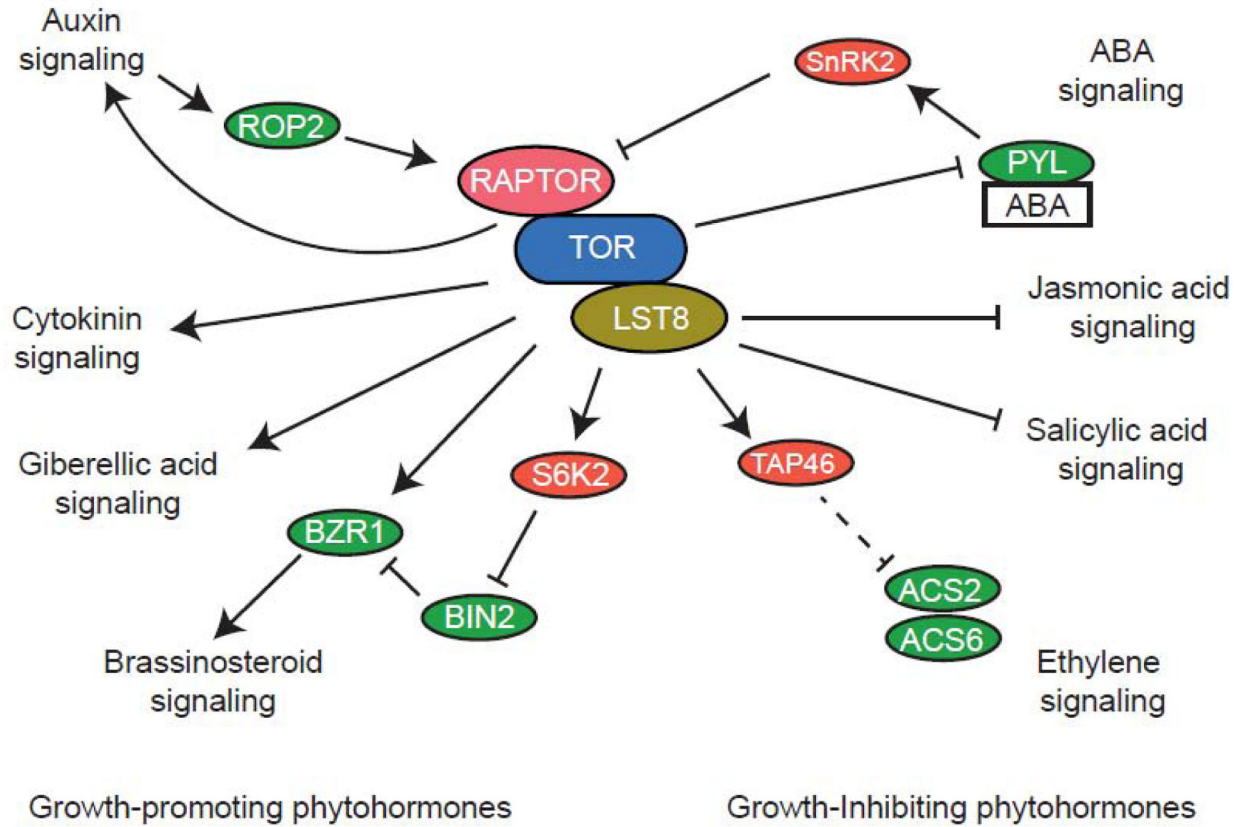 Auxin
signaling
ROP2
SnRK2
ABA
signaling
PYL
ABA
RAPTOR
TOR
LST8
Cytokinin
signaling
Jasmonic acid
signaling
Giberellic acid
signaling
Salicylic acid
signaling
S6K2
TAP46
BZR1
BIN2
ACS2
ACS6
Brassinosteroid
signaling
Ethylene
signaling
Growth-promoting phytohormones
Growth-Inhibiting phytohormones